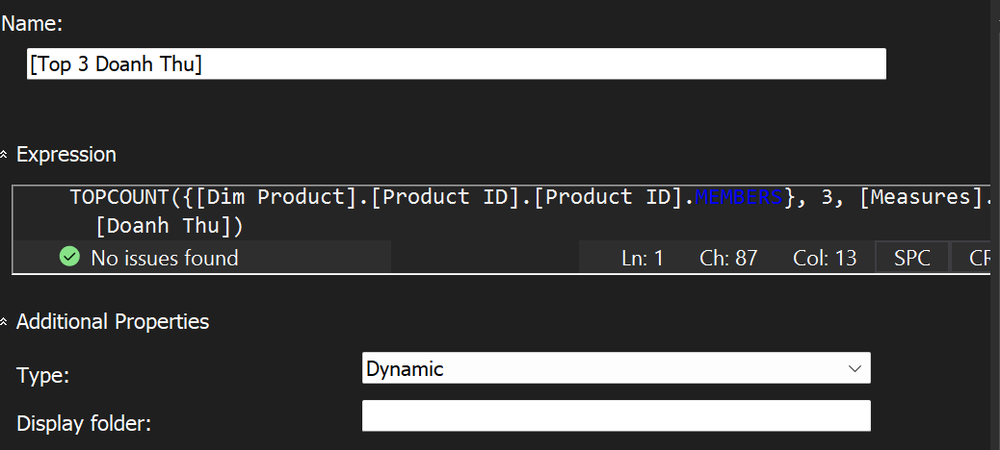 Name:
[Top 3 Doanh Thu]
Expression
TOPCOUNT({[Dim Product].[Product ID].[Product ID].MEMBERS}, 3, [Measures].
[Doanh Thu])
No issues found Ln: 1 Ch: 87 Col: 13 SPC CR
Additional Properties
Type: Dynamic
Display folder: